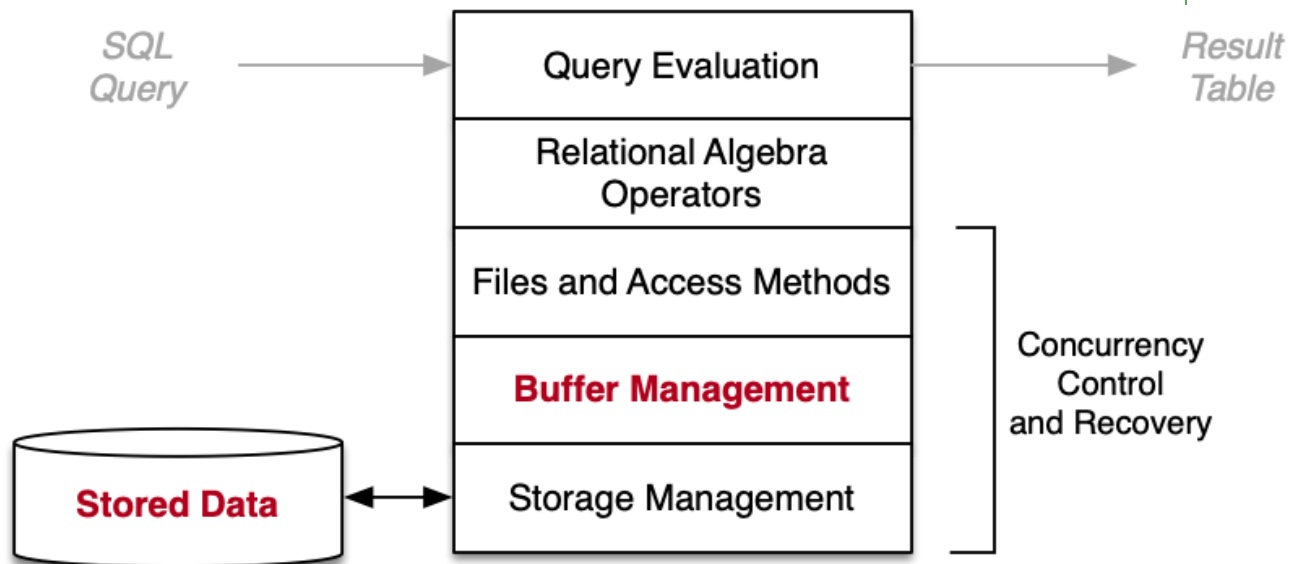 SQL
Query
Query Evaluation
Result
Table
Relational Algebra
Operators
Files and Access Methods
Buffer Management
Concurrency
Control
and Recovery
Stored Data
Storage Management